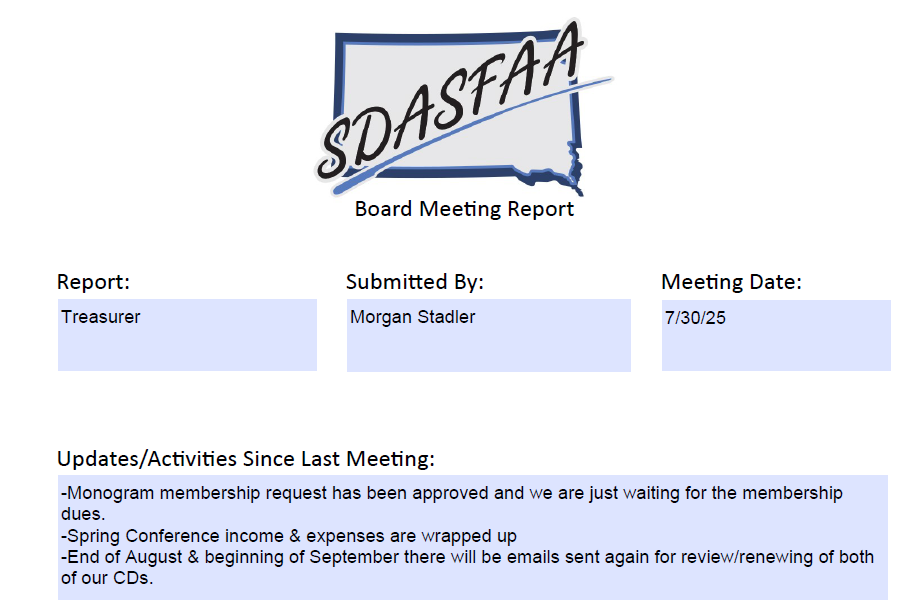 SDASFAA
Board Meeting Report
Report:
Submitted By:
Meeting Date:
Treasurer
Morgan Stadler
7/30/25
Updates/Activities Since Last Meeting:
-Monogram membership request has been approved and we are just waiting for the membership
dues.
-Spring Conference income & expenses are wrapped up
-End of August & beginning of September there will be emails sent again for review/renewing of both
of our CDs.